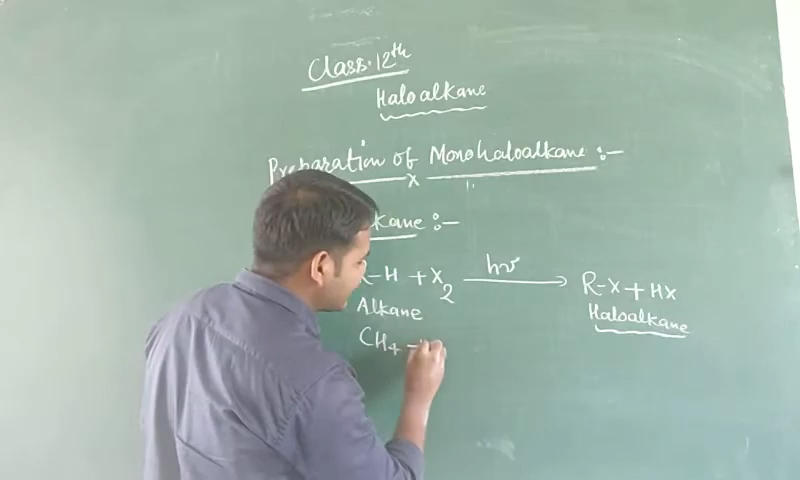 Class. 12th
Haloalkane
Preparation of Monohaloalkane :-
kane :-
R-H + X2 hν → R-X + HX
Alkane
Haloalkane
CH4